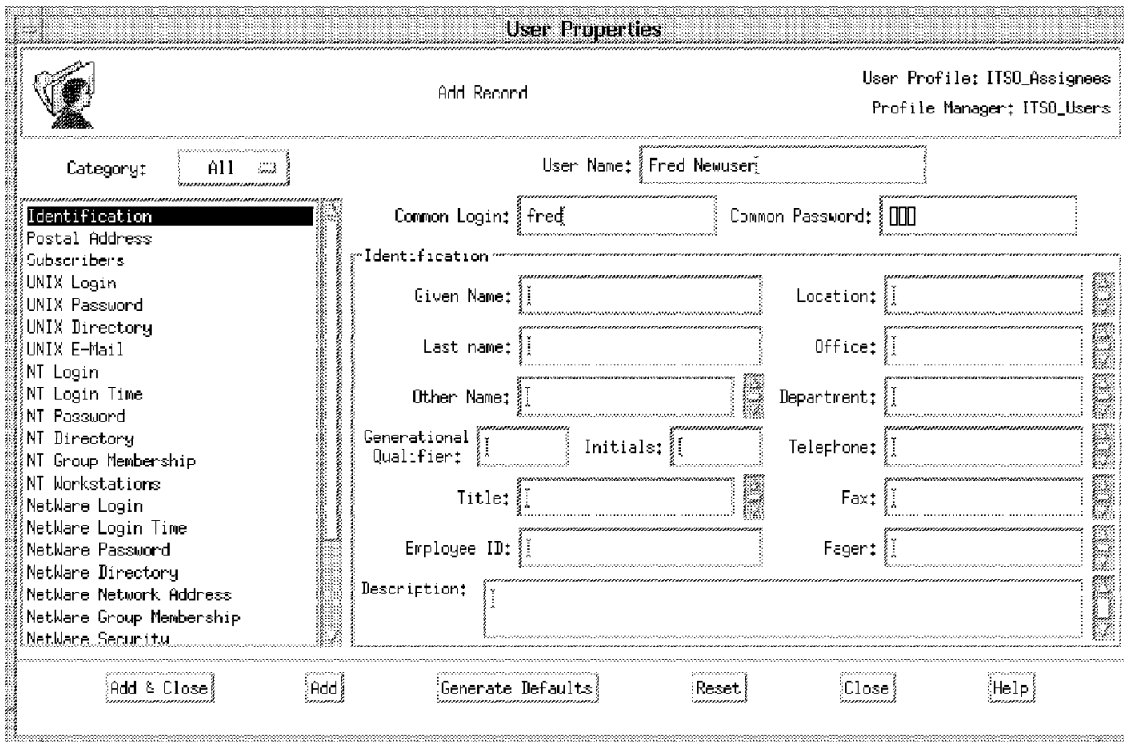 User Properties
Add Record
User Profile: ITSO_Assignees
Profile Manager: ITSO_Users
Category: All
User Name: Fred Newuser
Common Login: fred
Common Password:
Identification
Postal Address
Subscribers
UNIX Login
UNIX Password
UNIX Directory
UNIX E-Mail
NT Login
NT Login Time
NT Password
NT Directory
NT Group Membership
NT Workstations
NetWare Login
NetWare Login Time
NetWare Password
NetWare Directory
NetWare Network Address
NetWare Group Membership
NetWare Security
Identification
Given Name:
Location:
Last name:
Office:
Other Name:
Department:
Generational
Qualifier:
Initials:
Telephone:
Title:
Fax:
Employee ID:
Pager:
Description:
Add & Close
Add
Generate Defaults
Reset
Close
Help